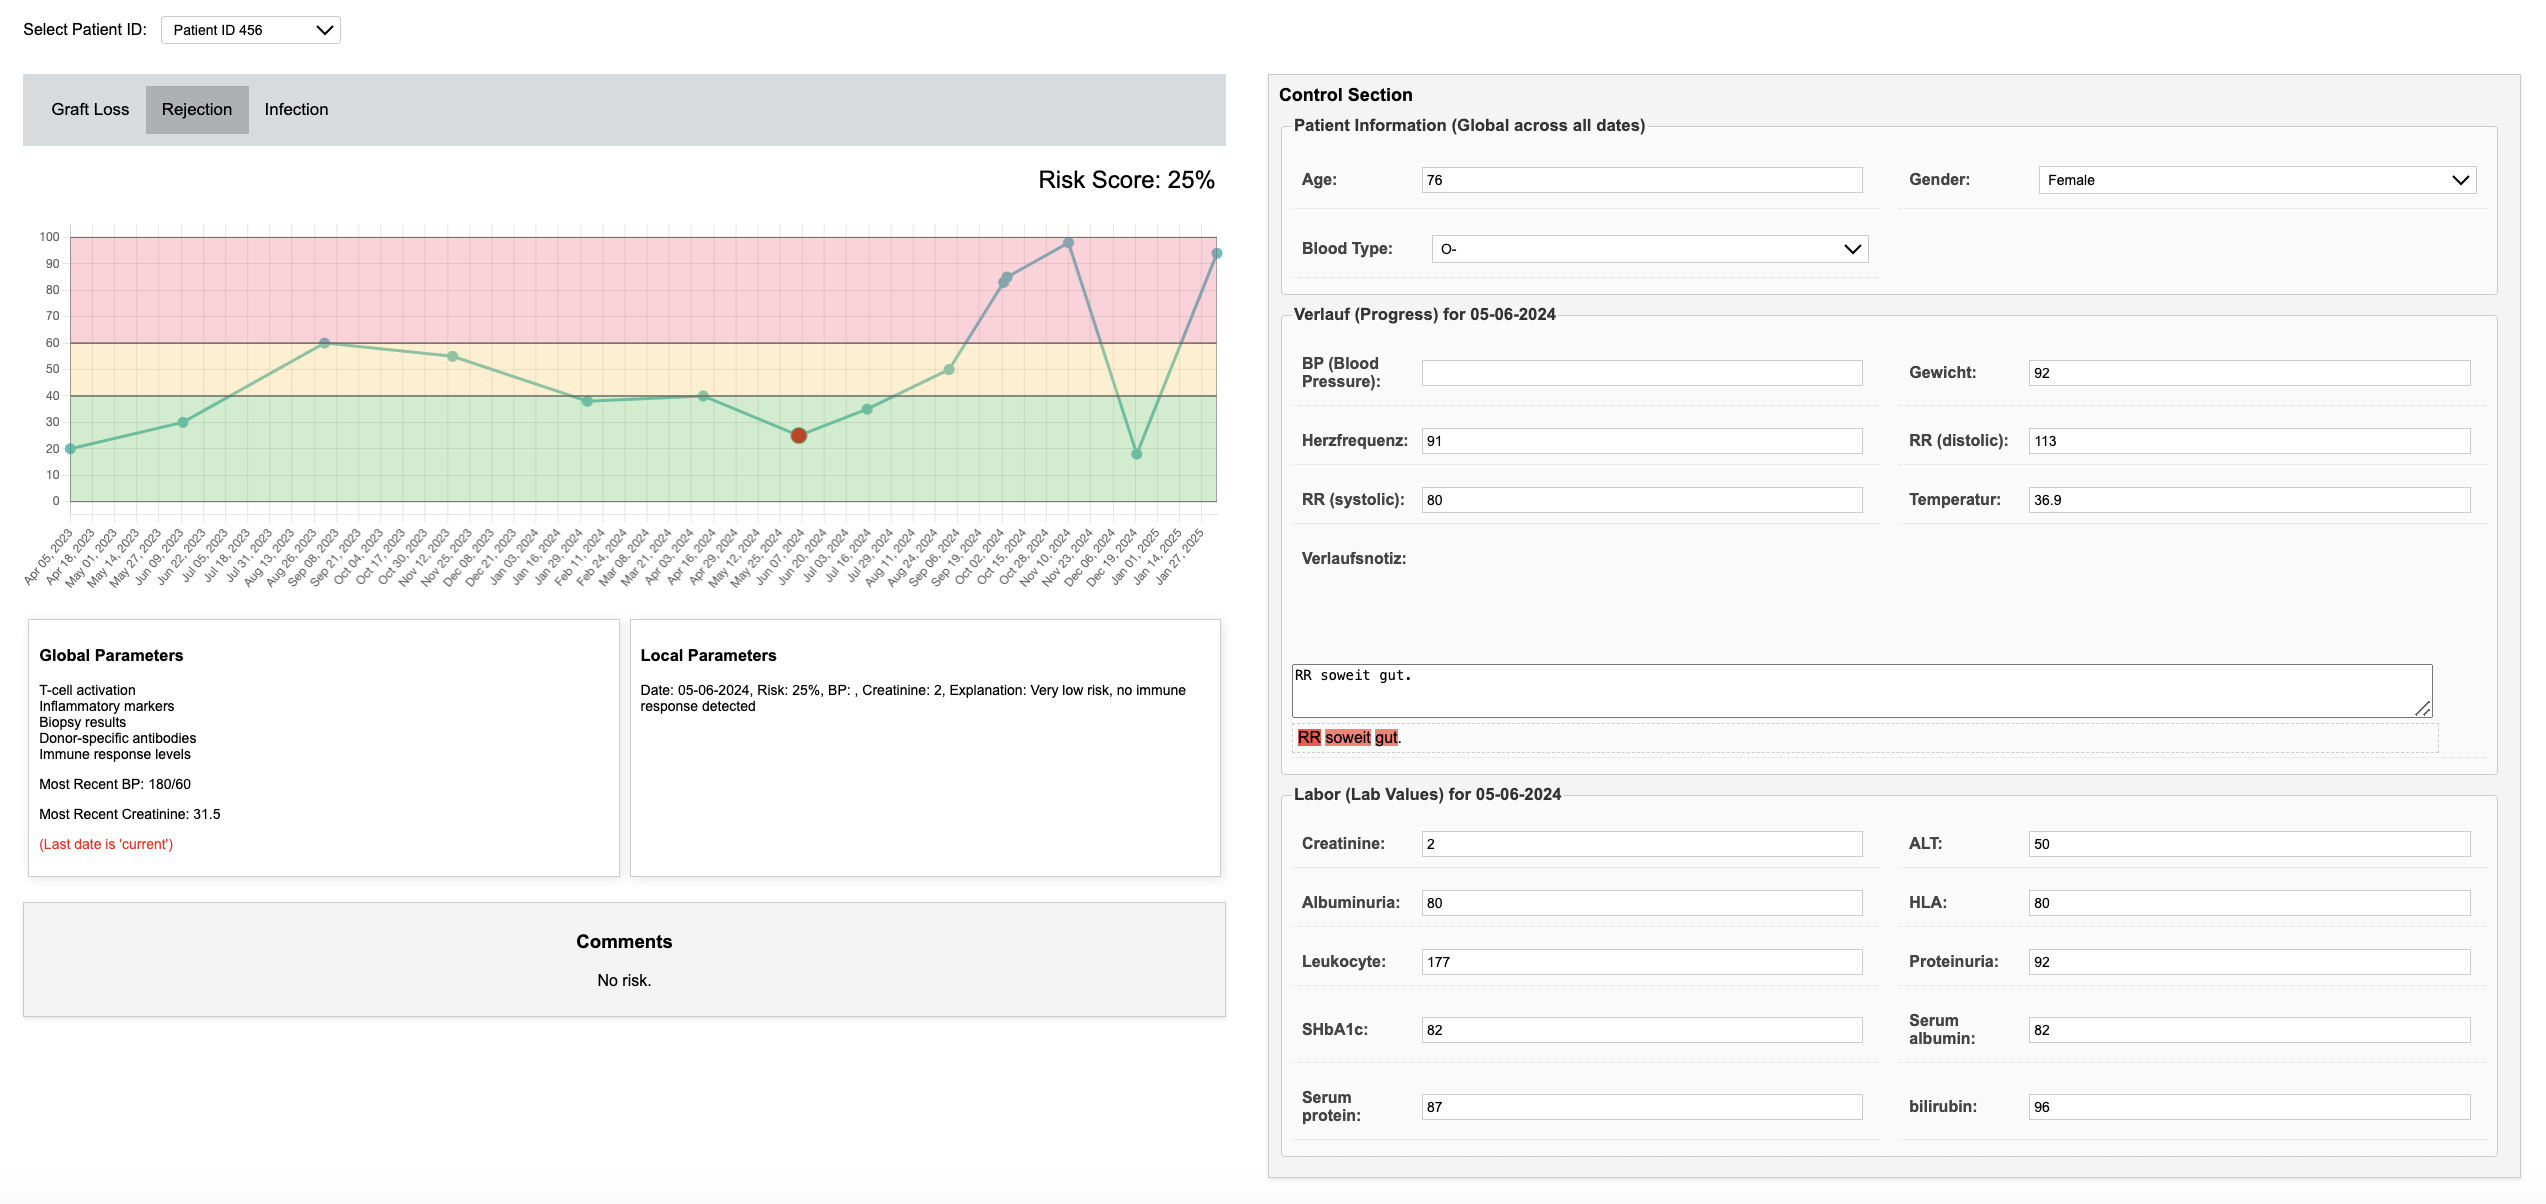 Select Patient ID: Patient ID 456
Graft Loss Rejection Infection
Risk Score: 25%
100
90
80
70
60
50
40
30
20
10
0
Apr 05, 2023
Apr 18, 2023
May 01, 2023
May 14, 2023
May 27, 2023
Jun 09, 2023
Jun 22, 2023
Jul 05, 2023
Jul 18, 2023
Jul 31, 2023
Aug 13, 2023
Aug 26, 2023
Sep 08, 2023
Sep 21, 2023
Oct 04, 2023
Oct 17, 2023
Oct 30, 2023
Nov 12, 2023
Nov 25, 2023
Dec 08, 2023
Dec 21, 2023
Jan 03, 2024
Jan 16, 2024
Jan 29, 2024
Feb 11, 2024
Feb 24, 2024
Mar 08, 2024
Mar 21, 2024
Apr 03, 2024
Apr 16, 2024
Apr 29, 2024
May 12, 2024
May 25, 2024
Jun 07, 2024
Jun 20, 2024
Jul 03, 2024
Jul 16, 2024
Jul 29, 2024
Aug 11, 2024
Aug 24, 2024
Sep 06, 2024
Sep 19, 2024
Oct 02, 2024
Oct 15, 2024
Oct 28, 2024
Nov 10, 2024
Nov 23, 2024
Dec 06, 2024
Dec 19, 2024
Jan 01, 2025
Jan 14, 2025
Jan 27, 2025
Global Parameters
T-cell activation
Inflammatory markers
Biopsy results
Donor-specific antibodies
Immune response levels
Most Recent BP: 180/60
Most Recent Creatinine: 31.5
(Last date is 'current')
Local Parameters
Date: 05-06-2024, Risk: 25%, BP: , Creatinine: 2, Explanation: Very low risk, no immune
response detected
Comments
No risk.
Control Section
Patient Information (Global across all dates)
Age: 76
Gender: Female
Blood Type: O-
Verlauf (Progress) for 05-06-2024
BP (Blood
Pressure):
Gewicht: 92
Herzfrequenz: 91
RR (distolic): 113
RR (systolic): 80
Temperatur: 36.9
Verlaufsnotiz:
RR soweit gut.
RR soweit gut.
Labor (Lab Values) for 05-06-2024
Creatinine: 2
ALT: 50
Albuminuria: 80
HLA: 80
Leukocyte: 177
Proteinuria: 92
SHbA1c: 82
Serum
albumin: 82
Serum
protein: 87
bilirubin: 96